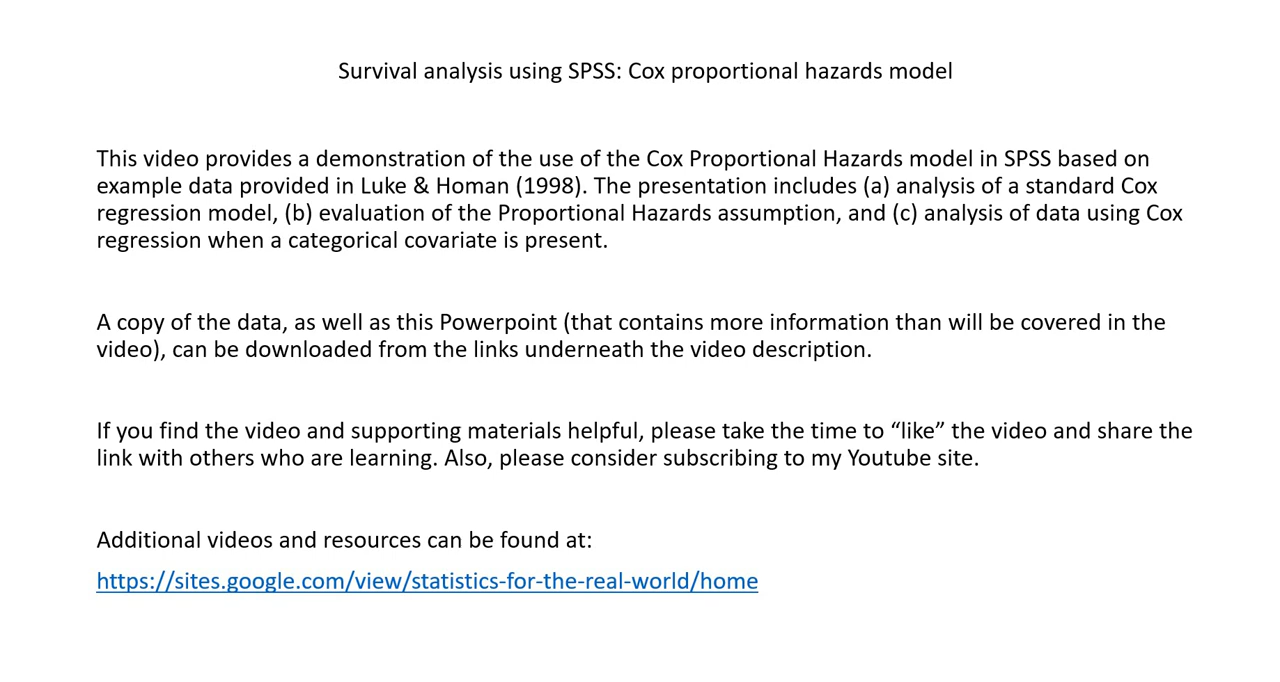 Survival analysis using SPSS: Cox proportional hazards model
This video provides a demonstration of the use of the Cox Proportional Hazards model in SPSS based on
example data provided in Luke & Homan (1998). The presentation includes (a) analysis of a standard Cox
regression model, (b) evaluation of the Proportional Hazards assumption, and (c) analysis of data using Cox
regression when a categorical covariate is present.
A copy of the data, as well as this Powerpoint (that contains more information than will be covered in the
video), can be downloaded from the links underneath the video description.
If you find the video and supporting materials helpful, please take the time to “like” the video and share the
link with others who are learning. Also, please consider subscribing to my Youtube site.
Additional videos and resources can be found at:
https://sites.google.com/view/statistics-for-the-real-world/home